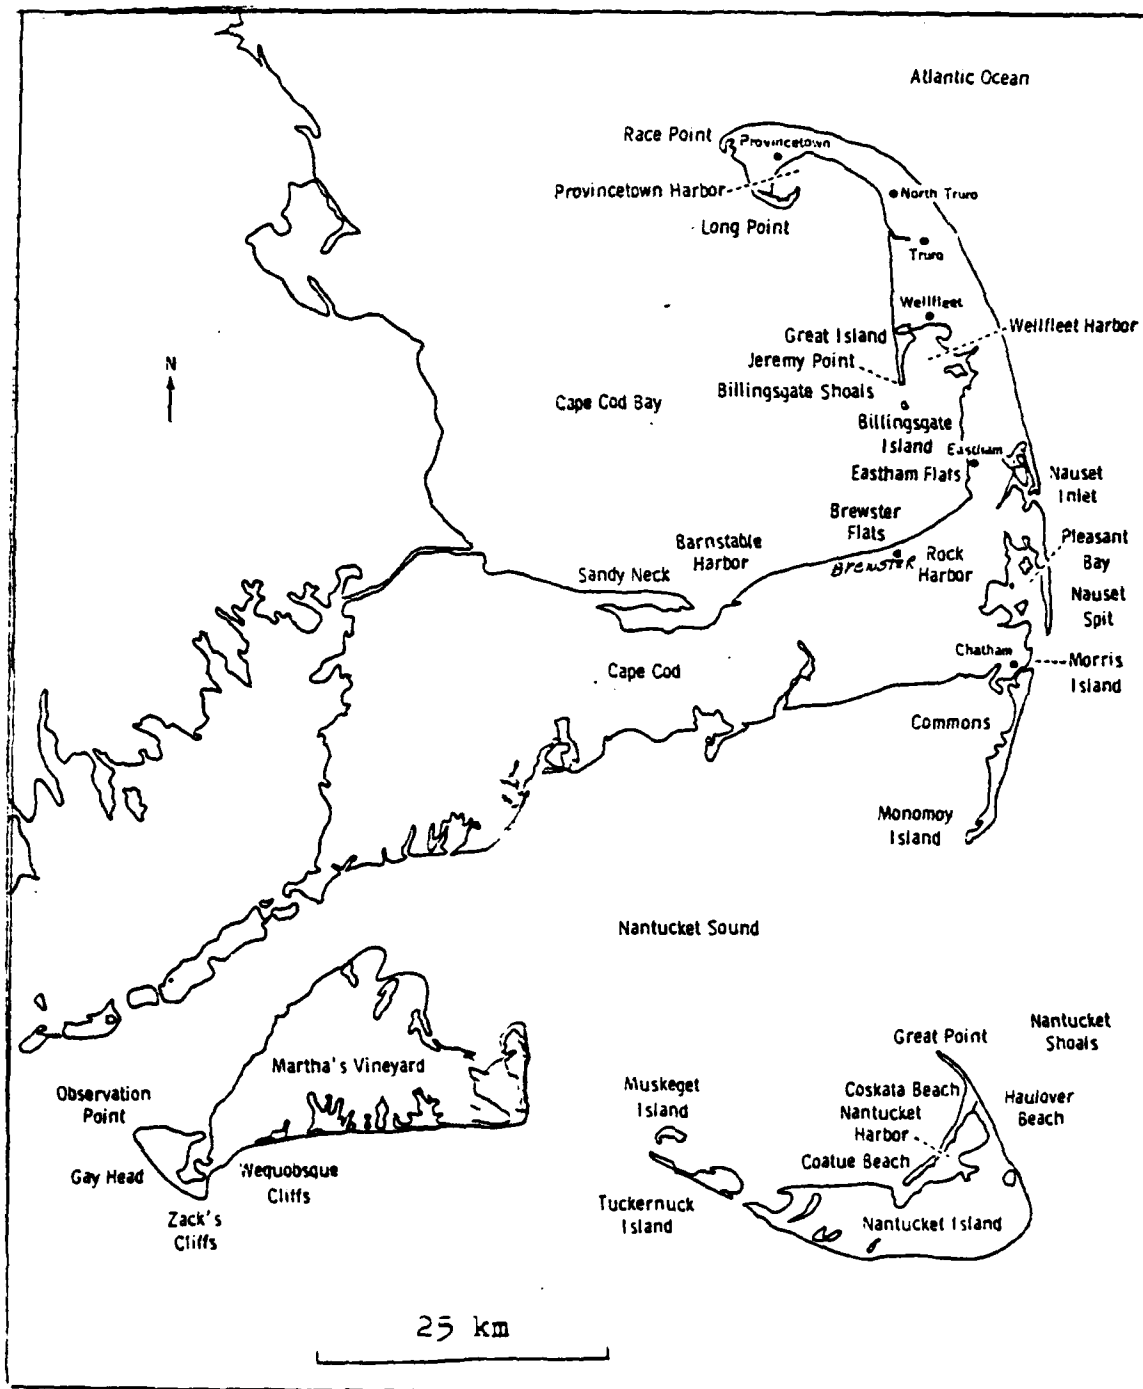 Atlantic Ocean
Race Point
Provincetown
Provincetown Harbor
North Truro
Long Point
Truro
Wellfleet
Great Island
Wellfleet Harbor
Jeremy Point
N
Billingsgate Shoals
Cape Cod Bay
Billingsgate
Island
Eastham
Eastham Flats
Nauset
Inlet
Brewster
Flats
Barnstable
Harbor
BREWSTER
Rock
Harbor
Pleasant
Bay
Sandy Neck
Nauset
Spit
Chatham
Morris
Island
Cape Cod
Commons
Monomoy
Island
Nantucket Sound
Great Point
Nantucket
Shoals
Martha's Vineyard
Observation
Point
Muskeget
Island
Coskata Beach
Haulover
Beach
Nantucket
Harbor
Coatue Beach
Gay Head
Wequobsque
Cliffs
Zack's
Cliffs
Tuckernuck
Island
Nantucket Island
25 km